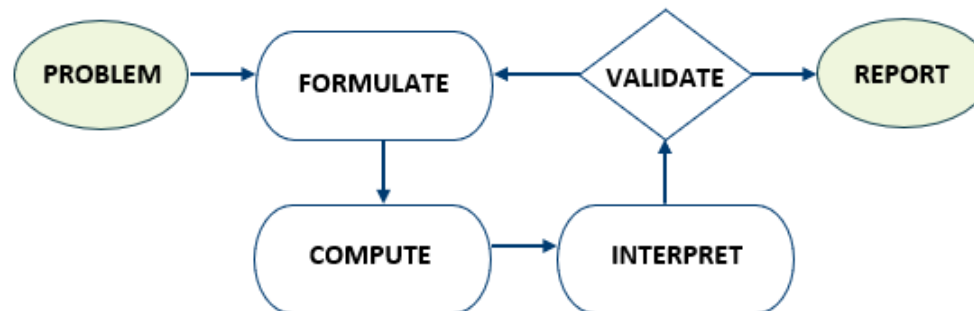 PROBLEM
FORMULATE
VALIDATE
REPORT
COMPUTE
INTERPRET